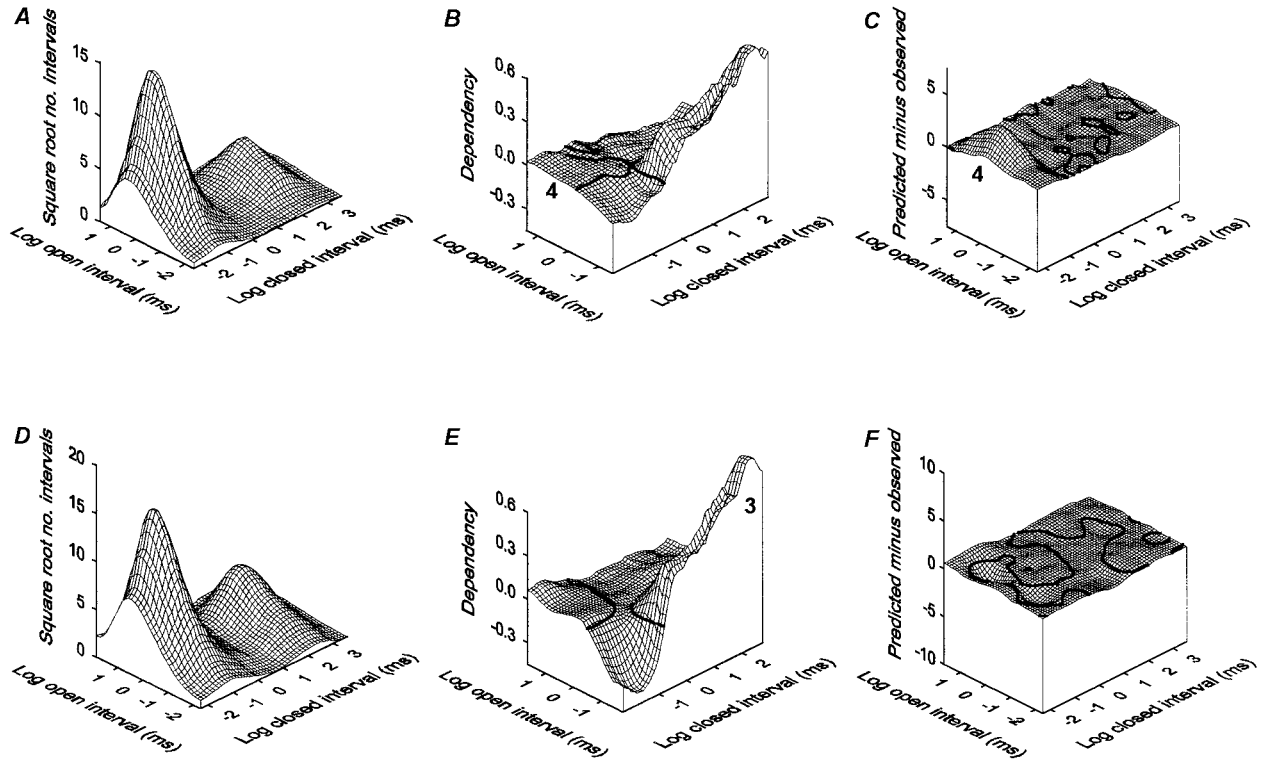 A
Square root no. intervals
15
10
5
0
1 0 -1 -2
Log open interval (ms)
-2 -1 0 1 2 3
Log closed interval (ms)
B
Dependency
0.6
0.3
0.0
-0.3
4
1 0 -1
Log open interval (ms)
-1 0 1 2
Log closed interval (ms)
C
Predicted minus observed
5
0
-5
4
1 0 -1 -2
Log open interval (ms)
-2 -1 0 1 2 3
Log closed interval (ms)
D
Square root no. intervals
20
15
10
5
0
1 0 -1 -2
Log open interval (ms)
-2 -1 0 1 2 3
Log closed interval (ms)
E
Dependency
0.6
0.3
0.0
-0.3
3
1 0 -1
Log open interval (ms)
-1 0 1 2
Log closed interval (ms)
F
Predicted minus observed
10
5
0
-5
-10
1 0 -1 -2
Log open interval (ms)
-2 -1 0 1 2 3
Log closed interval (ms)